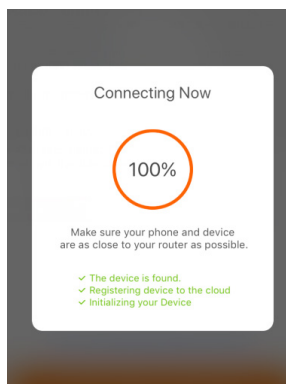 Connecting Now
100%
Make sure your phone and device
are as close to your router as possible.
✓ The device is found.
✓ Registering device to the cloud
✓ Initializing your Device